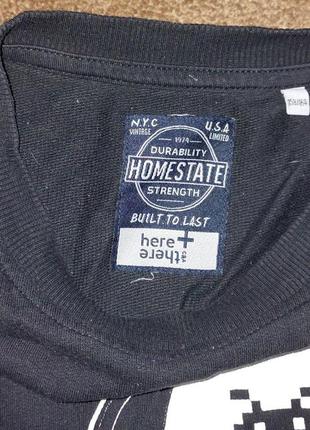 N.Y.C U.S.A
VINTAGE LIMITED
1974
DURABILITY
HOMESTATE
STRENGTH
BUILT.TO.LAST
here+there
C&A